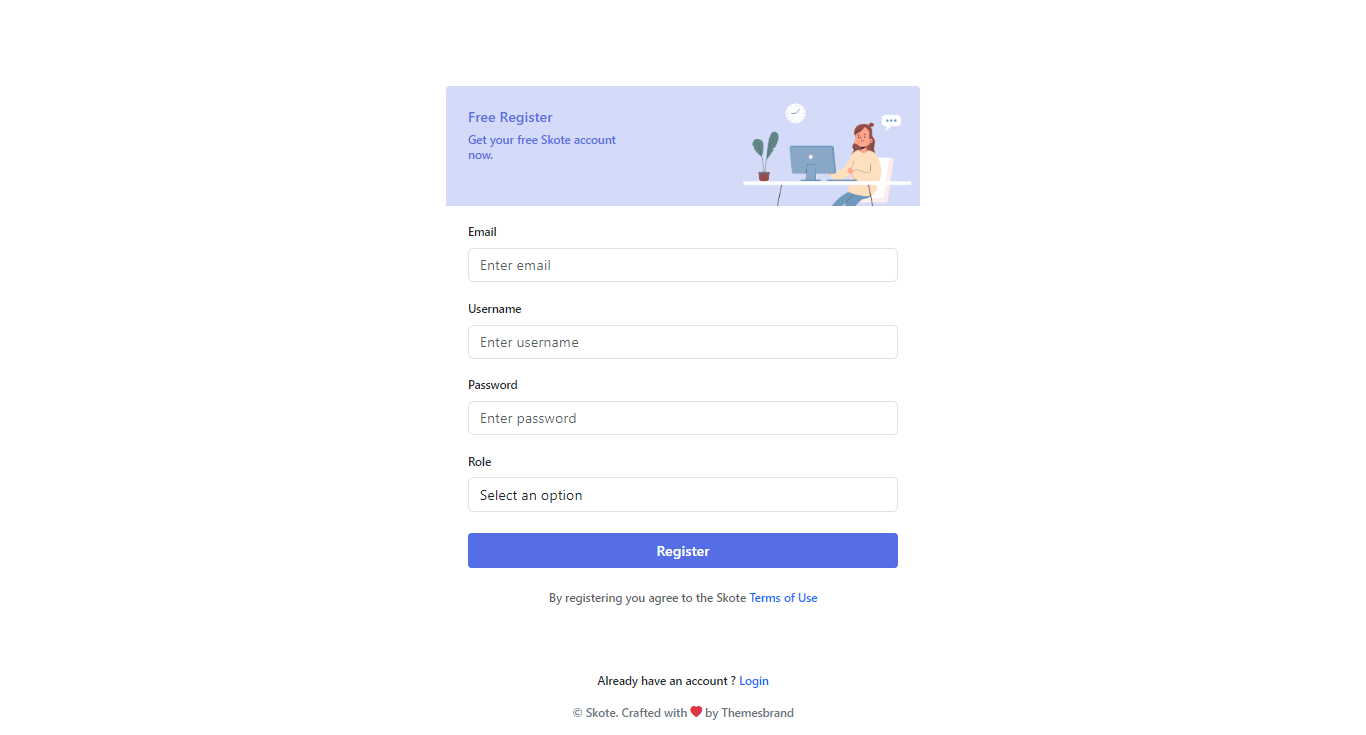 Free Register
Get your free Skote account
now.
Email
Enter email
Username
Enter username
Password
Enter password
Role
Select an option
Register
By registering you agree to the Skote Terms of Use
Already have an account ? Login
© Skote. Crafted with ❤ by Themesbrand